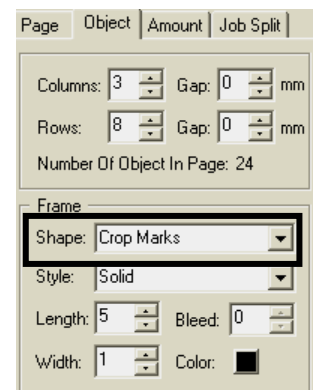 Page Object Amount Job Split
Columns: 3 Gap: 0 mm
Rows: 8 Gap: 0 mm
Number Of Object In Page: 24
Frame
Shape: Crop Marks
Style: Solid
Length: 5 Bleed: 0
Width: 1 Color: